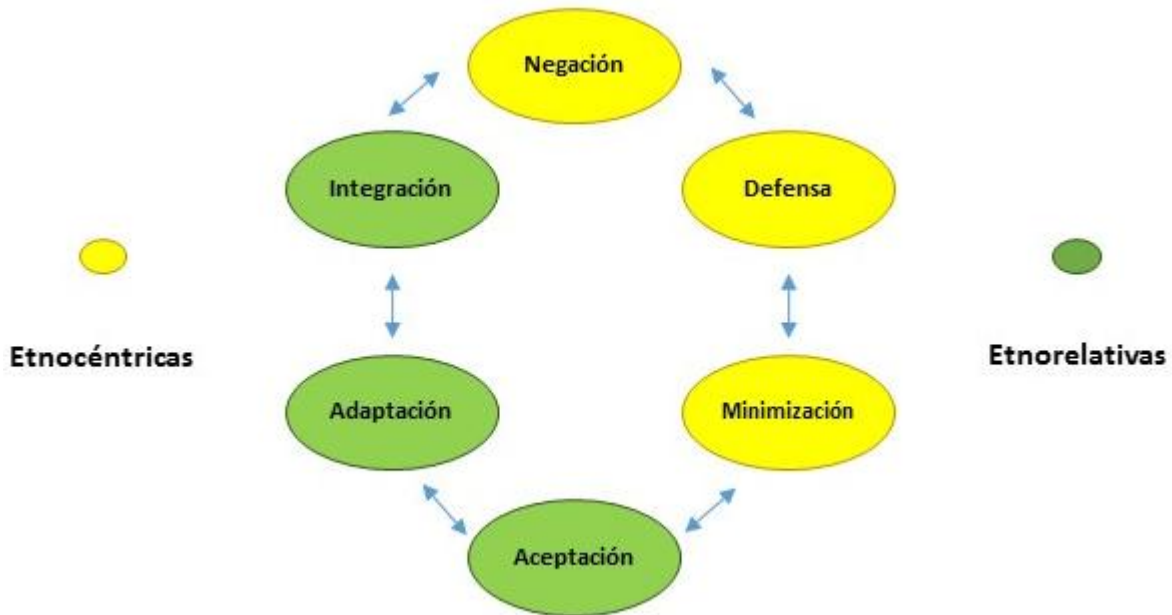 Negación
Integración
Defensa
Etnocéntricas
Etnorelativas
Adaptación
Minimización
Aceptación